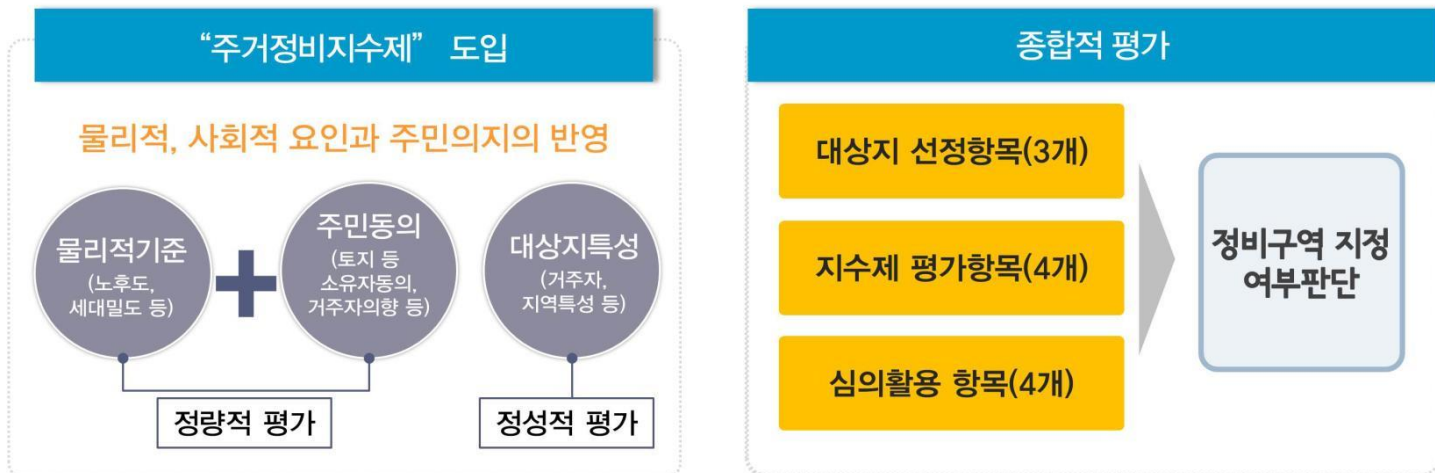 “주거정비지수제” 도입
물리적, 사회적 요인과 주민의지의 반영
물리적기준
(노후도,
세대밀도 등)
주민동의
(토지 등
소유자동의,
거주자의향 등)
대상지특성
(거주자,
지역특성 등)
정량적 평가
정성적 평가
종합적 평가
대상지 선정항목(3개)
지수제 평가항목(4개)
심의활용 항목(4개)
정비구역 지정
여부판단